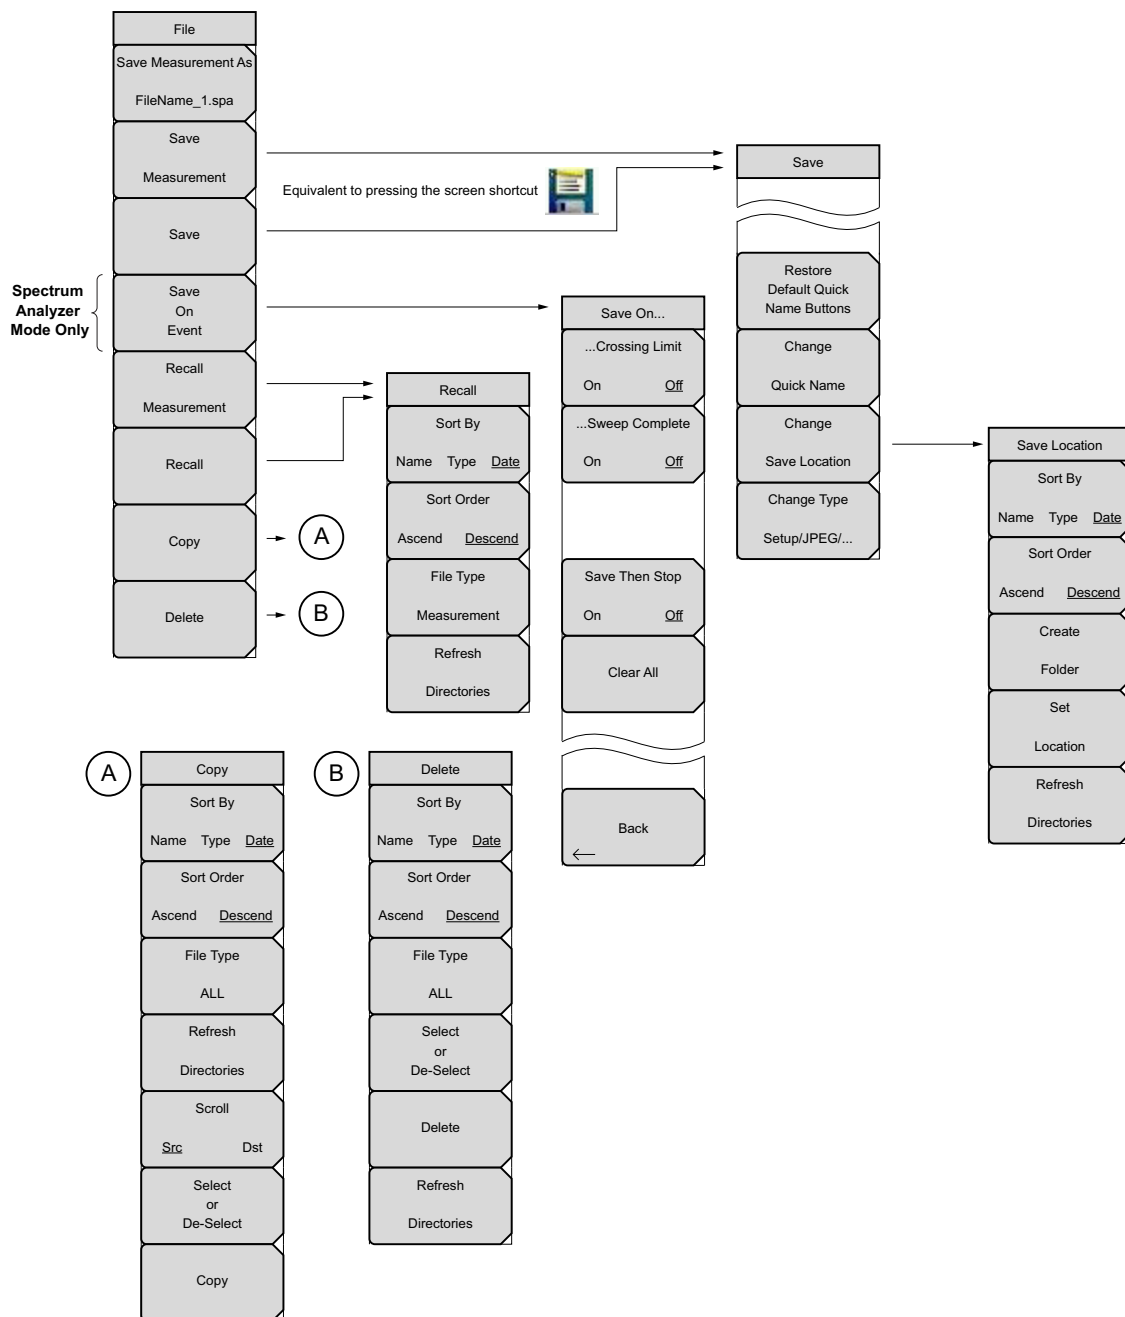 File
Save Measurement As
FileName_1.spa
Save
Measurement
Save
Save
On
Event
Recall
Measurement
Recall
Copy
Delete
Spectrum
Analyzer
Mode Only
Equivalent to pressing the screen shortcut
A
B
Recall
Sort By
Name Type Date
Sort Order
Ascend Descend
File Type
Measurement
Refresh
Directories
Save On...
...Crossing Limit
On Off
...Sweep Complete
On Off
Save Then Stop
On Off
Clear All
Back
Save
Restore
Default Quick
Name Buttons
Change
Quick Name
Change
Save Location
Change Type
Setup/JPEG/...
Save Location
Sort By
Name Type Date
Sort Order
Ascend Descend
Create
Folder
Set
Location
Refresh
Directories
A
Copy
Sort By
Name Type Date
Sort Order
Ascend Descend
File Type
ALL
Refresh
Directories
Scroll
Src Dst
Select
or
De-Select
Copy
B
Delete
Sort By
Name Type Date
Sort Order
Ascend Descend
File Type
ALL
Select
or
De-Select
Delete
Refresh
Directories